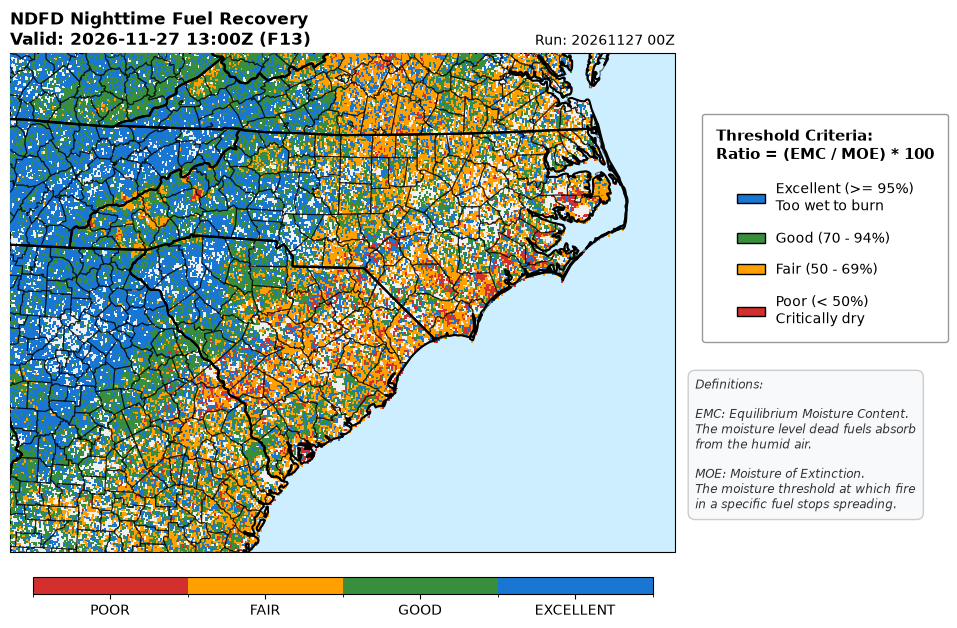 NDFD Nighttime Fuel Recovery
Valid: 2026-11-27 13:00Z (F13)
Run: 20261127 00Z
Threshold Criteria:
Ratio = (EMC / MOE) * 100
Excellent (>= 95%)
Too wet to burn
Good (70 - 94%)
Fair (50 - 69%)
Poor (< 50%)
Critically dry
Definitions:
EMC: Equilibrium Moisture Content.
The moisture level dead fuels absorb
from the humid air.
MOE: Moisture of Extinction.
The moisture threshold at which fire
in a specific fuel stops spreading.
POOR
FAIR
GOOD
EXCELLENT